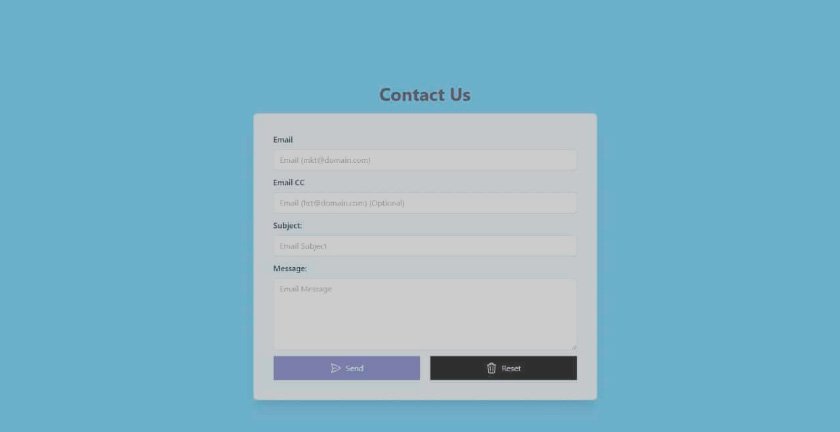 Contact Us
Email
Email (mkt@domain.com)
Email CC
Email (hrt@domain.com) (Optional)
Subject:
Email Subject
Message:
Email Message
Send
Reset